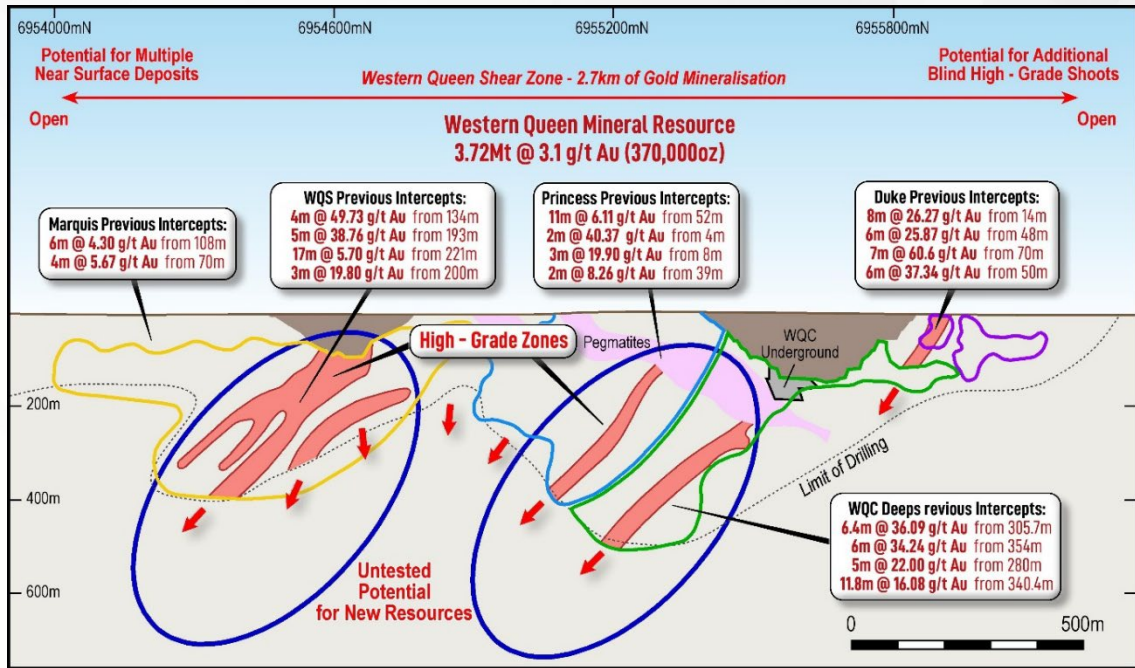 6954000mN
6954600mN
6955200mN
6955800mN
Potential for Multiple
Near Surface Deposits
Potential for Additional
Blind High - Grade Shoots
Western Queen Shear Zone - 2.7km of Gold Mineralisation
Open
Open
Western Queen Mineral Resource
3.72Mt @ 3.1 g/t Au (370,000oz)
Marquis Previous Intercepts:
6m @ 4.30 g/t Au from 108m
4m @ 5.67 g/t Au from 70m
WQS Previous Intercepts:
4m @ 49.73 g/t Au from 134m
5m @ 38.76 g/t Au from 193m
17m @ 5.70 g/t Au from 221m
3m @ 19.80 g/t Au from 200m
Princess Previous Intercepts:
11m @ 6.11 g/t Au from 52m
2m @ 40.37 g/t Au from 4m
3m @ 19.90 g/t Au from 8m
2m @ 8.26 g/t Au from 39m
Duke Previous Intercepts:
8m @ 26.27 g/t Au from 14m
6m @ 25.87 g/t Au from 48m
7m @ 60.6 g/t Au from 70m
6m @ 37.34 g/t Au from 50m
High - Grade Zones
Pegmatites
WQC
Underground
200m
400m
600m
Limit of Drilling
WQC Deeps revious Intercepts:
6.4m @ 36.09 g/t Au from 305.7m
6m @ 34.24 g/t Au from 354m
5m @ 22.00 g/t Au from 280m
11.8m @ 16.08 g/t Au from 340.4m
Untested
Potential
for New Resources
0
500m